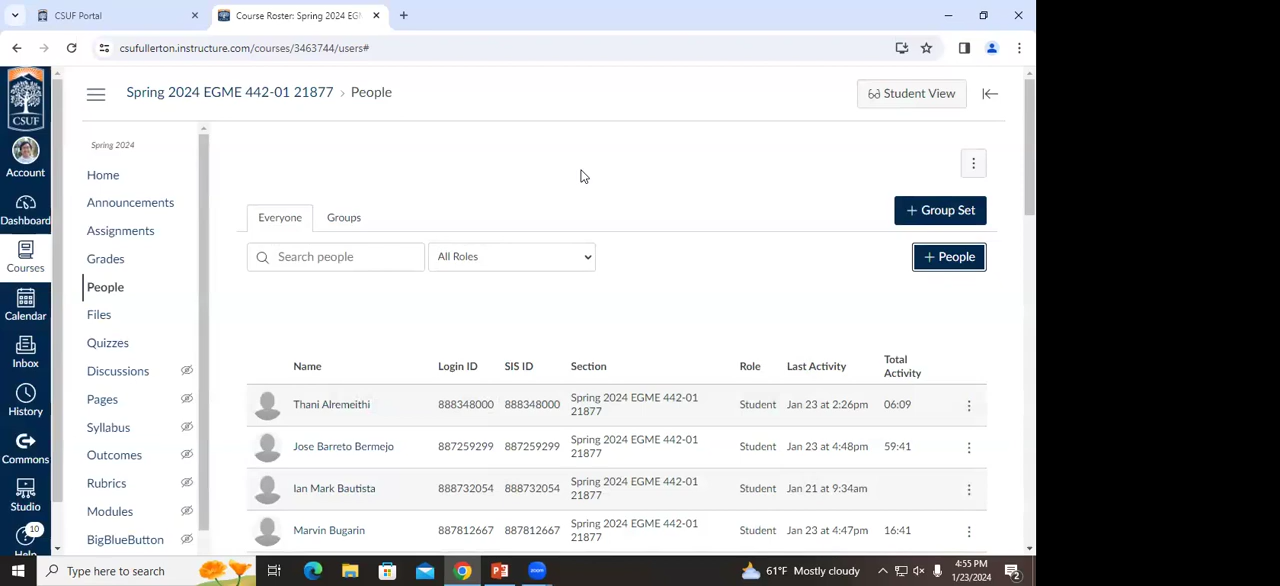 CSUF Portal
Course Roster: Spring 2024 EGM
csufullerton.instructure.com/courses/3463744/users#
CSUF
Account
Dashboard
Courses
Calendar
Inbox
History
Commons
Studio
10
Help
Spring 2024 EGME 442-01 21877 › People
Student View
Spring 2024
Home
Announcements
Assignments
Grades
People
Files
Quizzes
Discussions
Pages
Syllabus
Outcomes
Rubrics
Modules
BigBlueButton
Everyone Groups
+ Group Set
Search people
All Roles
+ People
Name Login ID SIS ID Section Role Last Activity Total Activity
Thani Alremeithi 888348000 888348000 Spring 2024 EGME 442-01 21877 Student Jan 23 at 2:26pm 06:09
Jose Barreto Bermejo 887259299 887259299 Spring 2024 EGME 442-01 21877 Student Jan 23 at 4:48pm 59:41
Ian Mark Bautista 888732054 888732054 Spring 2024 EGME 442-01 21877 Student Jan 21 at 9:34am
Marvin Bugarin 887812667 887812667 Spring 2024 EGME 442-01 21877 Student Jan 23 at 4:47pm 16:41
Type here to search
61°F Mostly cloudy
4:55 PM
1/23/2024
2